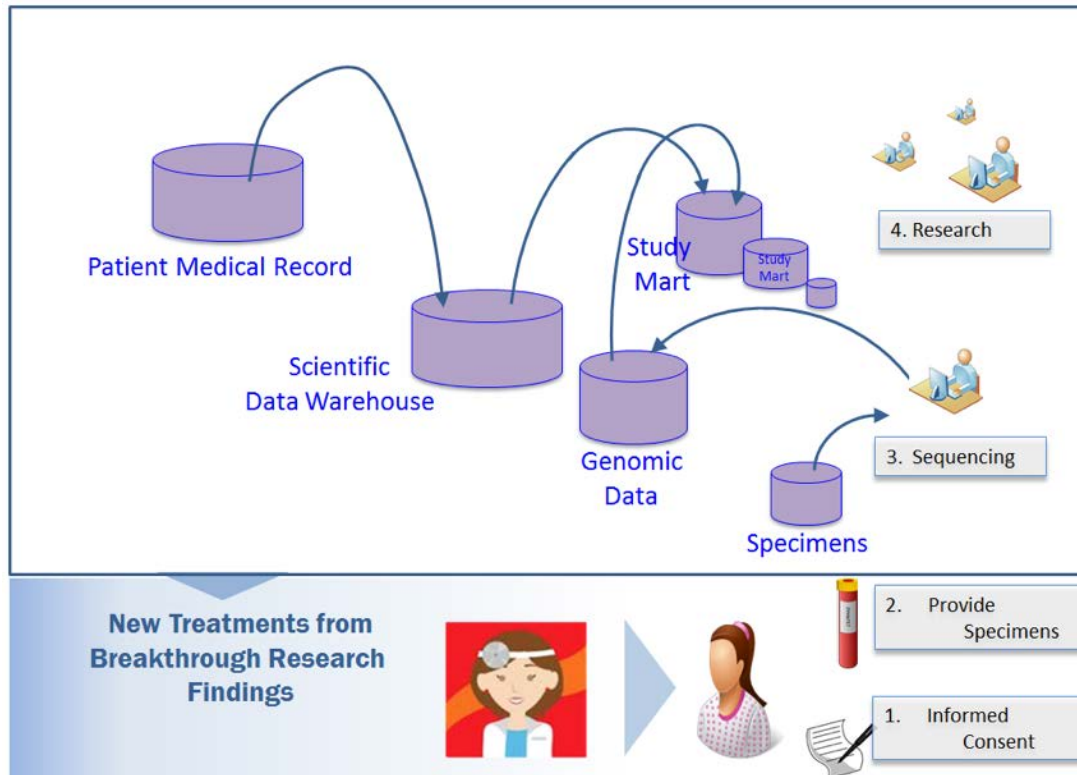 4. Research
Patient Medical Record
Study
Mart
Study
Mart
Scientific
Data Warehouse
3. Sequencing
Genomic
Data
Specimens
New Treatments from
Breakthrough Research
Findings
2. Provide
Specimens
1. Informed
Consent